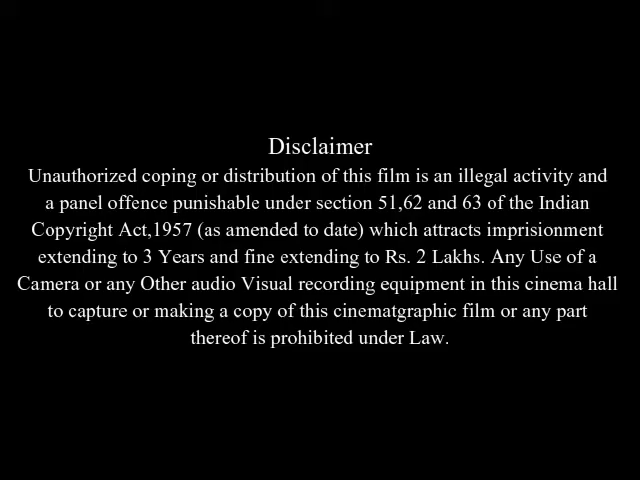 Disclaimer
Unauthorized coping or distribution of this film is an illegal activity and
a panel offence punishable under section 51,62 and 63 of the Indian
Copyright Act,1957 (as amended to date) which attracts imprisionment
extending to 3 Years and fine extending to Rs. 2 Lakhs. Any Use of a
Camera or any Other audio Visual recording equipment in this cinema hall
to capture or making a copy of this cinematgraphic film or any part
thereof is prohibited under Law.